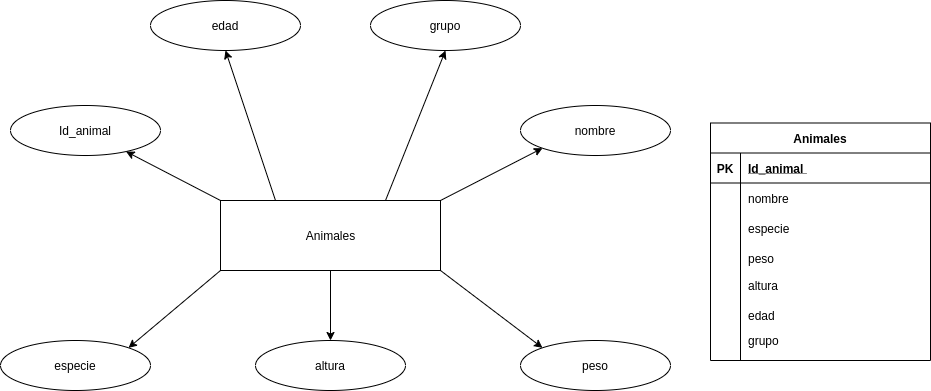 edad
grupo
Id_animal
nombre
Animales
especie
altura
peso
Animales
PK Id_animal
nombre
especie
peso
altura
edad
grupo